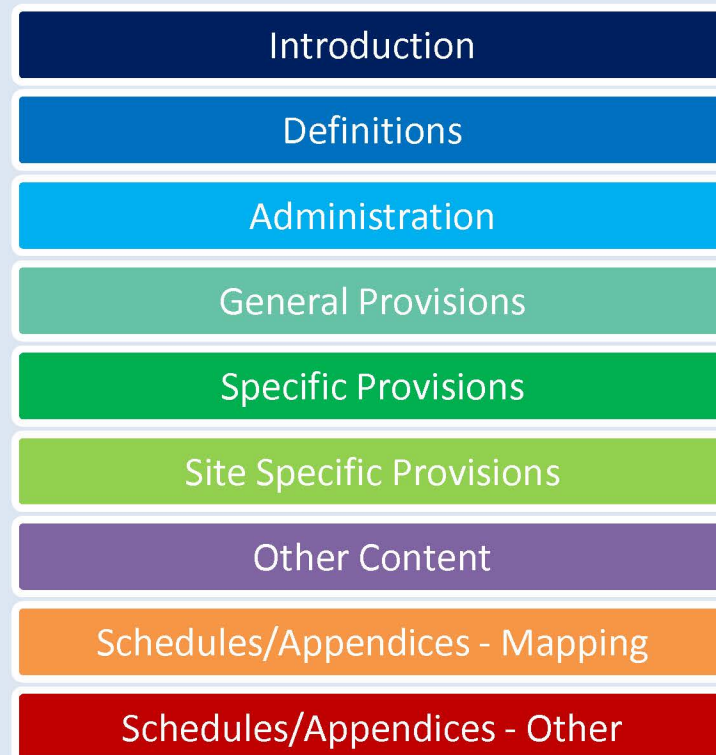 Introduction
Definitions
Administration
General Provisions
Specific Provisions
Site Specific Provisions
Other Content
Schedules/Appendices - Mapping
Schedules/Appendices - Other